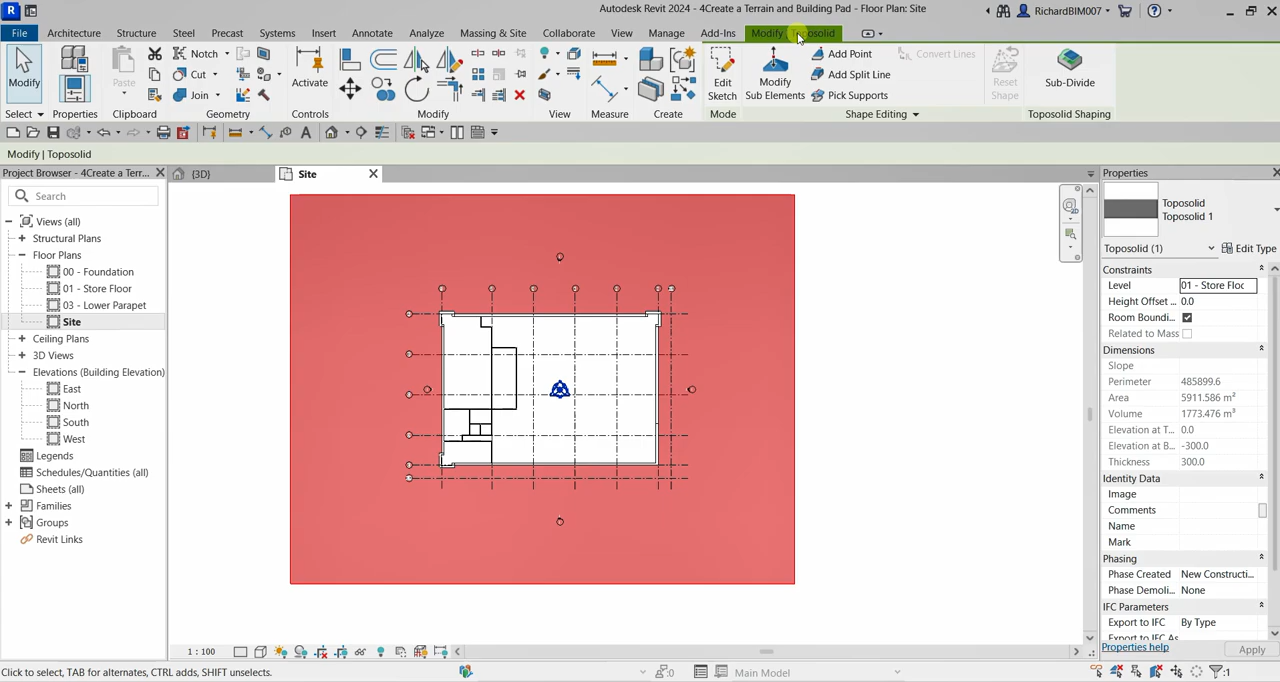 Autodesk Revit 2024 - 4Create a Terrain and Building Pad - Floor Plan: Site
RichardBIM007
File Architecture Structure Steel Precast Systems Insert Annotate Analyze Massing & Site Collaborate View Manage Add-Ins Modify | Toposolid
Modify
Paste
Notch
Cut
Join
Activate
Edit
Sketch
Modify
Sub Elements
Add Point
Add Split Line
Pick Supports
Convert Lines
Reset
Shape
Sub-Divide
Select Properties Clipboard Geometry Controls Modify View Measure Create Mode Shape Editing Toposolid Shaping
Modify | Toposolid
Project Browser - 4Create a Terr...
Search
Views (all)
Structural Plans
Floor Plans
00 - Foundation
01 - Store Floor
03 - Lower Parapet
Site
Ceiling Plans
3D Views
Elevations (Building Elevation)
East
North
South
West
Legends
Schedules/Quantities (all)
Sheets (all)
Families
Groups
Revit Links
{3D}
Site
Properties
Toposolid
Toposolid 1
Toposolid (1) Edit Type
Constraints
Level 01 - Store Floc
Height Offset ... 0.0
Room Boundi...
Related to Mass
Dimensions
Slope
Perimeter 485899.6
Area 5911.586 m²
Volume 1773.476 m³
Elevation at T... 0.0
Elevation at B... -300.0
Thickness 300.0
Identity Data
Image
Comments
Name
Mark
Phasing
Phase Created New Constructi...
Phase Demoli... None
IFC Parameters
Export to IFC By Type
Export to IFC As
Properties help Apply
1 : 100
Click to select, TAB for alternates, CTRL adds, SHIFT unselects.
:0
Main Model
:1